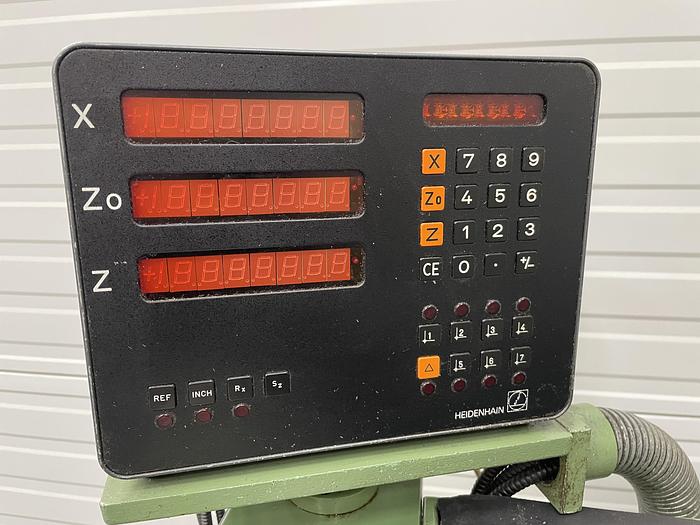 X
Zo
Z
X 7 8 9
Zo 4 5 6
Z 1 2 3
CE 0 . +/-
1 2 3 4
△ 5 6 7
REF INCH Rx Sz
HEIDENHAIN